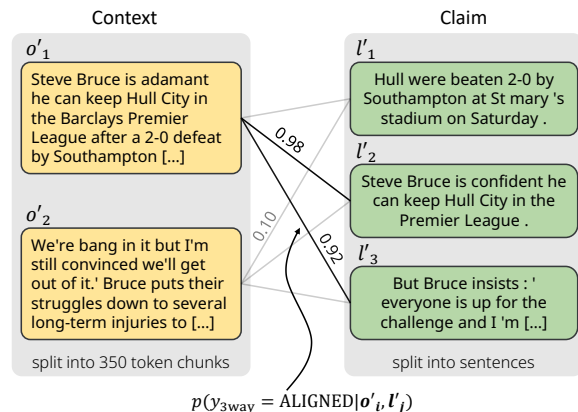 Context
o'1
Steve Bruce is adamant
he can keep Hull City in
the Barclays Premier
League after a 2-0 defeat
by Southampton [...]
o'2
We're bang in it but I'm
still convinced we'll get
out of it.' Bruce puts their
struggles down to several
long-term injuries to [...]
split into 350 token chunks
0.98
0.10
0.92
Claim
l'1
Hull were beaten 2-0 by
Southampton at St mary 's
stadium on Saturday .
l'2
Steve Bruce is confident he
can keep Hull City in the
Premier League .
l'3
But Bruce insists : '
everyone is up for the
challenge and I 'm [...]
split into sentences
p(y3way = ALIGNED|o'i, l'j)